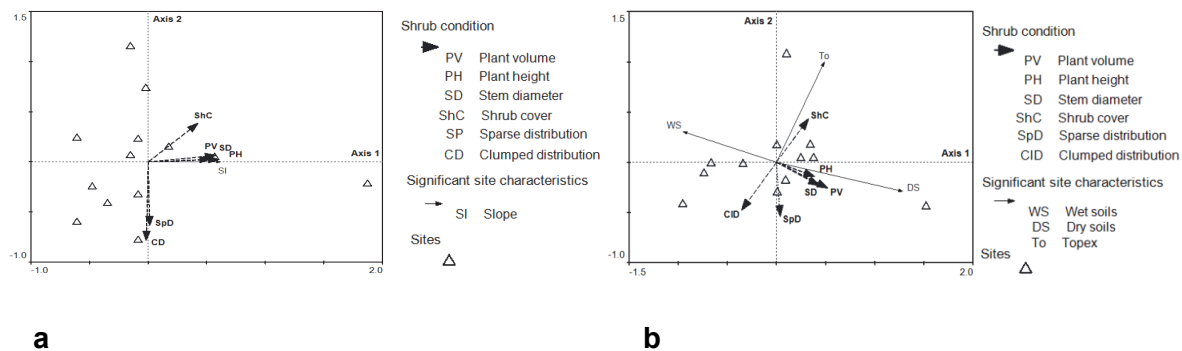 1.5
Axis 2
ShC
PV
SD
PH
Axis 1
SI
SpD
CD
-1.0
-1.0
2.0
Shrub condition
PV Plant volume
PH Plant height
SD Stem diameter
ShC Shrub cover
SP Sparse distribution
CD Clumped distribution
Significant site characteristics
SI Slope
Sites
a
1.5
Axis 2
To
ShC
WS
Axis 1
PH
SD
PV
DS
CID
SpD
-1.0
-1.5
2.0
Shrub condition
PV Plant volume
PH Plant height
SD Stem diameter
ShC Shrub cover
SpD Sparse distribution
CID Clumped distribution
Significant site characteristics
WS Wet soils
DS Dry soils
To Topex
Sites
b